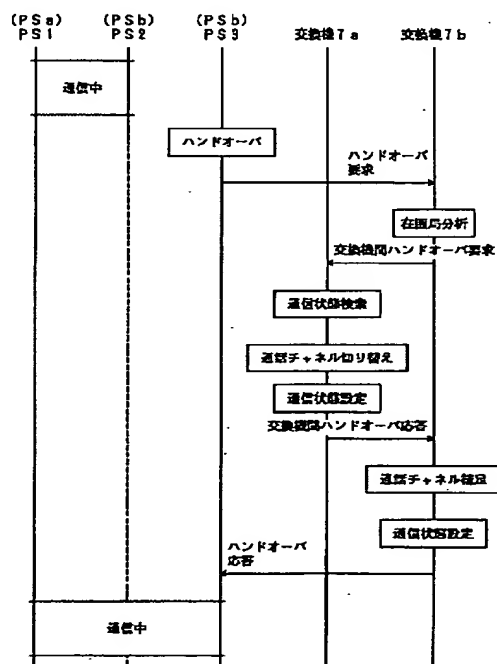 (PSa) (PSb) (PSb)
PS1 PS2 PS3 交換機7a 交換機7b
通信中
ハンドオーバ
ハンドオーバ
要求
在圏局分析
交換機間ハンドオーバ要求
通信状態検索
通話チャネル切り替え
通信状態設定
交換機間ハンドオーバ応答
通話チャネル捕捉
通信状態設定
ハンドオーバ
応答
通信中